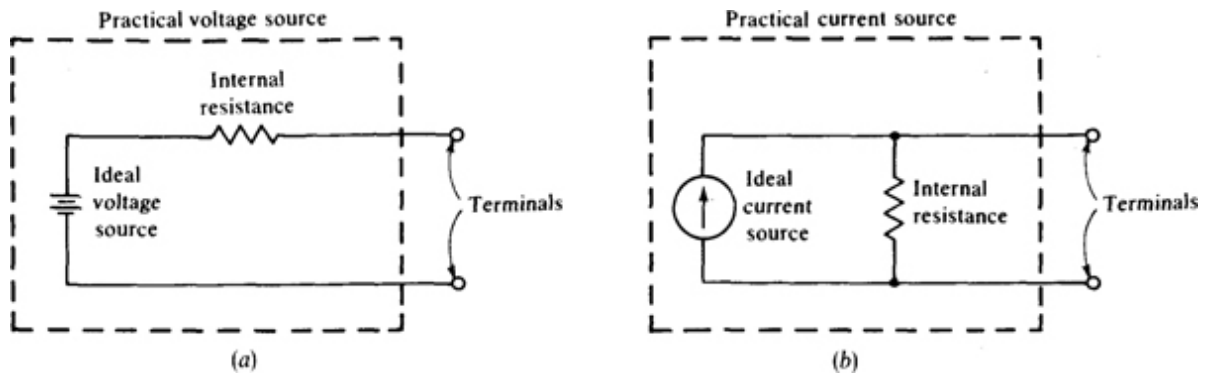 Practical voltage source
Internal
resistance
Ideal
voltage
source
Terminals
(a)
Practical current source
Ideal
current
source
Internal
resistance
Terminals
(b)